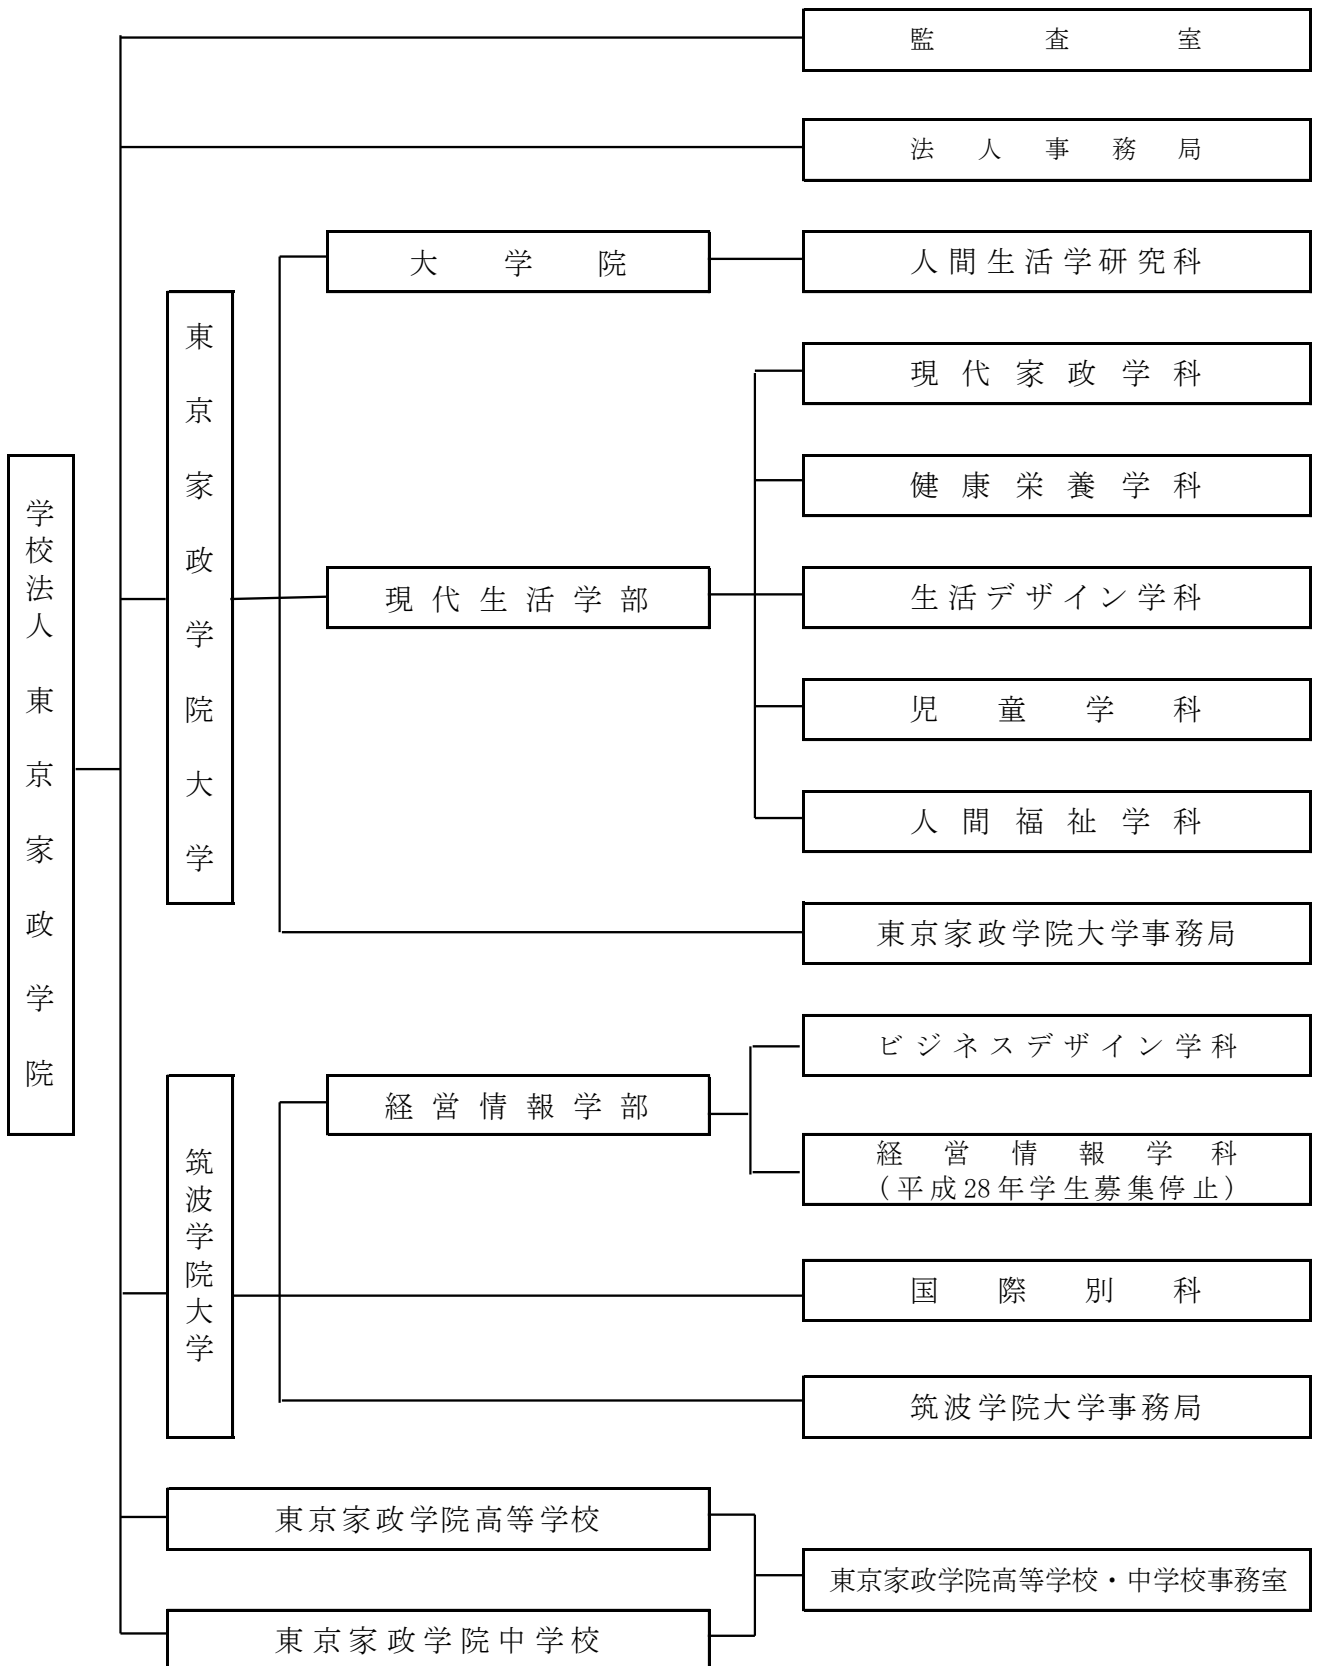 監査室
法人事務局
大学院
人間生活学研究科
東京家政学院大学
現代家政学科
健康栄養学科
学校法人 東京家政学院
現代生活学部
生活デザイン学科
児童学科
人間福祉学科
東京家政学院大学事務局
ビジネスデザイン学科
経営情報学部
筑波学院大学
経営情報学科
(平成28年学生募集停止)
国際別科
筑波学院大学事務局
東京家政学院高等学校
東京家政学院高等学校・中学校事務室
東京家政学院中学校